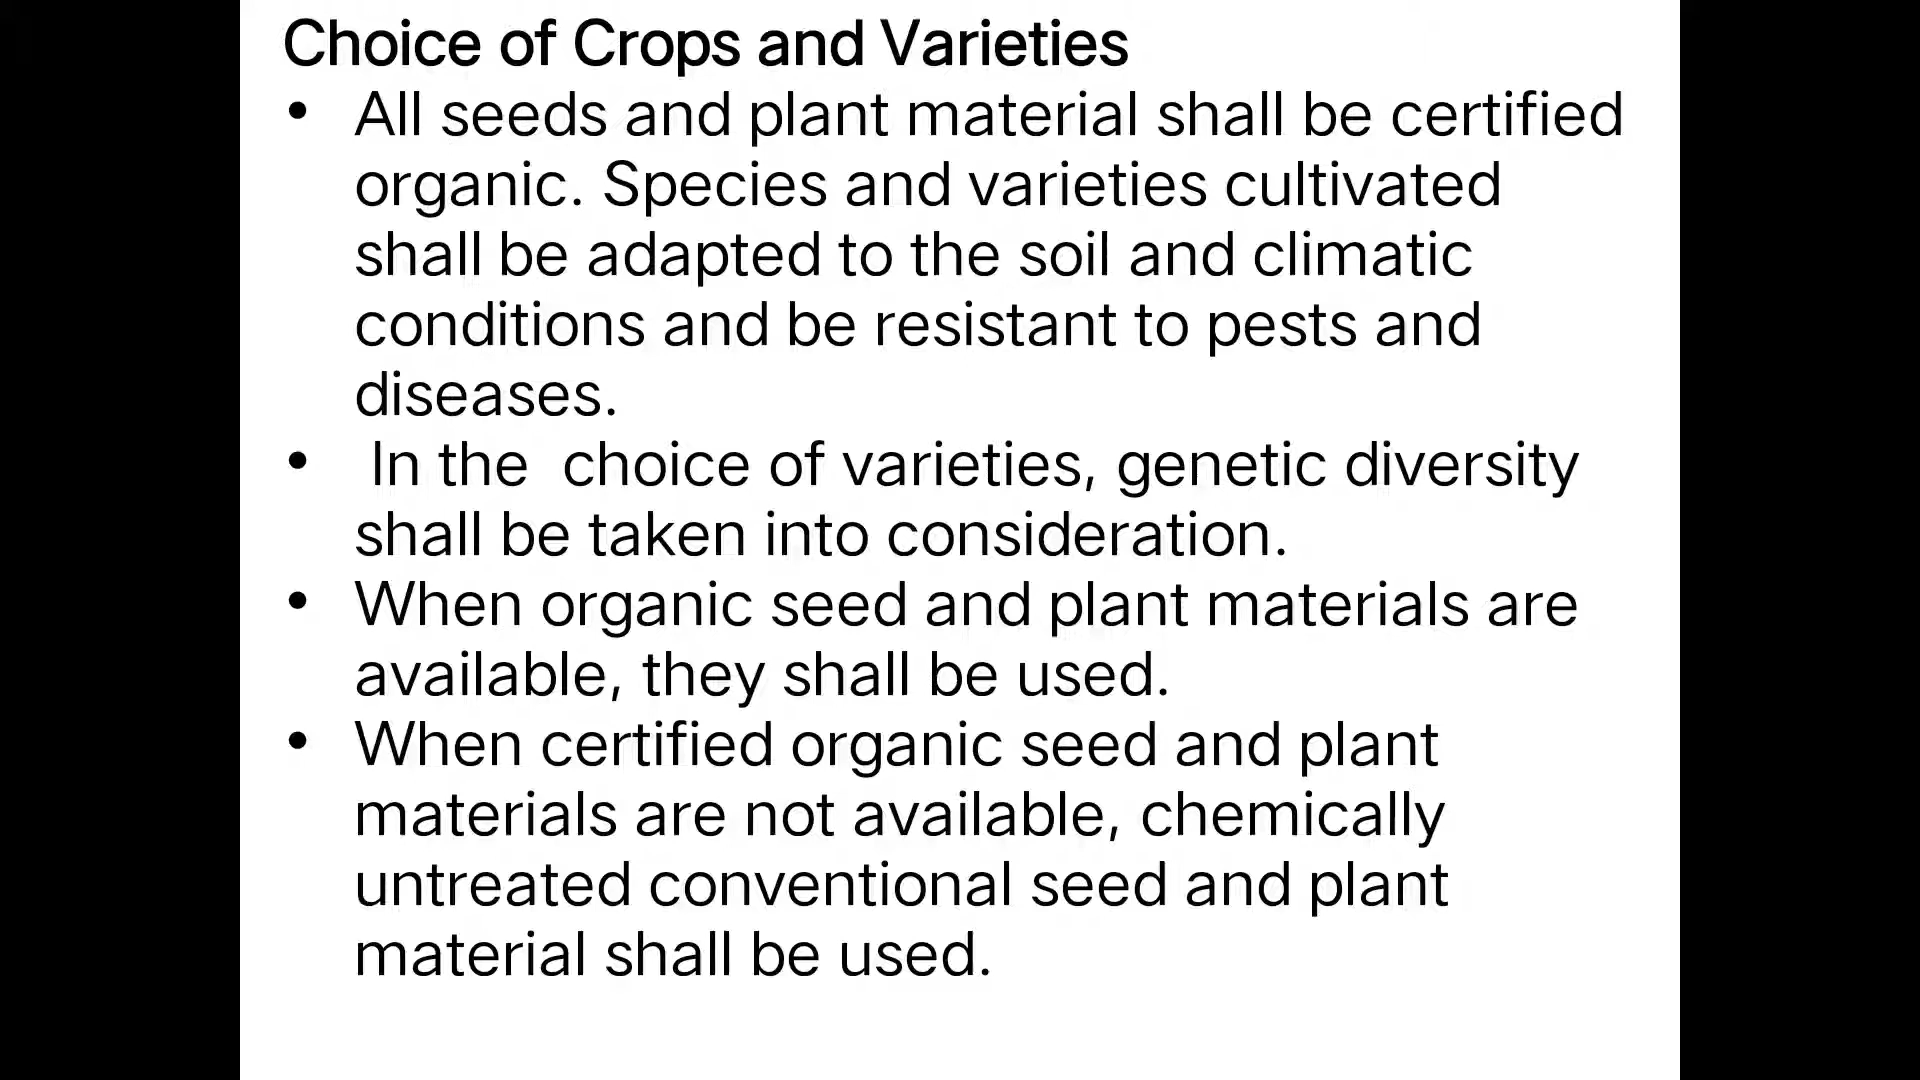 Choice of Crops and Varieties
• All seeds and plant material shall be certified
organic. Species and varieties cultivated
shall be adapted to the soil and climatic
conditions and be resistant to pests and
diseases.
• In the  choice of varieties, genetic diversity
shall be taken into consideration.
• When organic seed and plant materials are
available, they shall be used.
• When certified organic seed and plant
materials are not available, chemically
untreated conventional seed and plant
material shall be used.